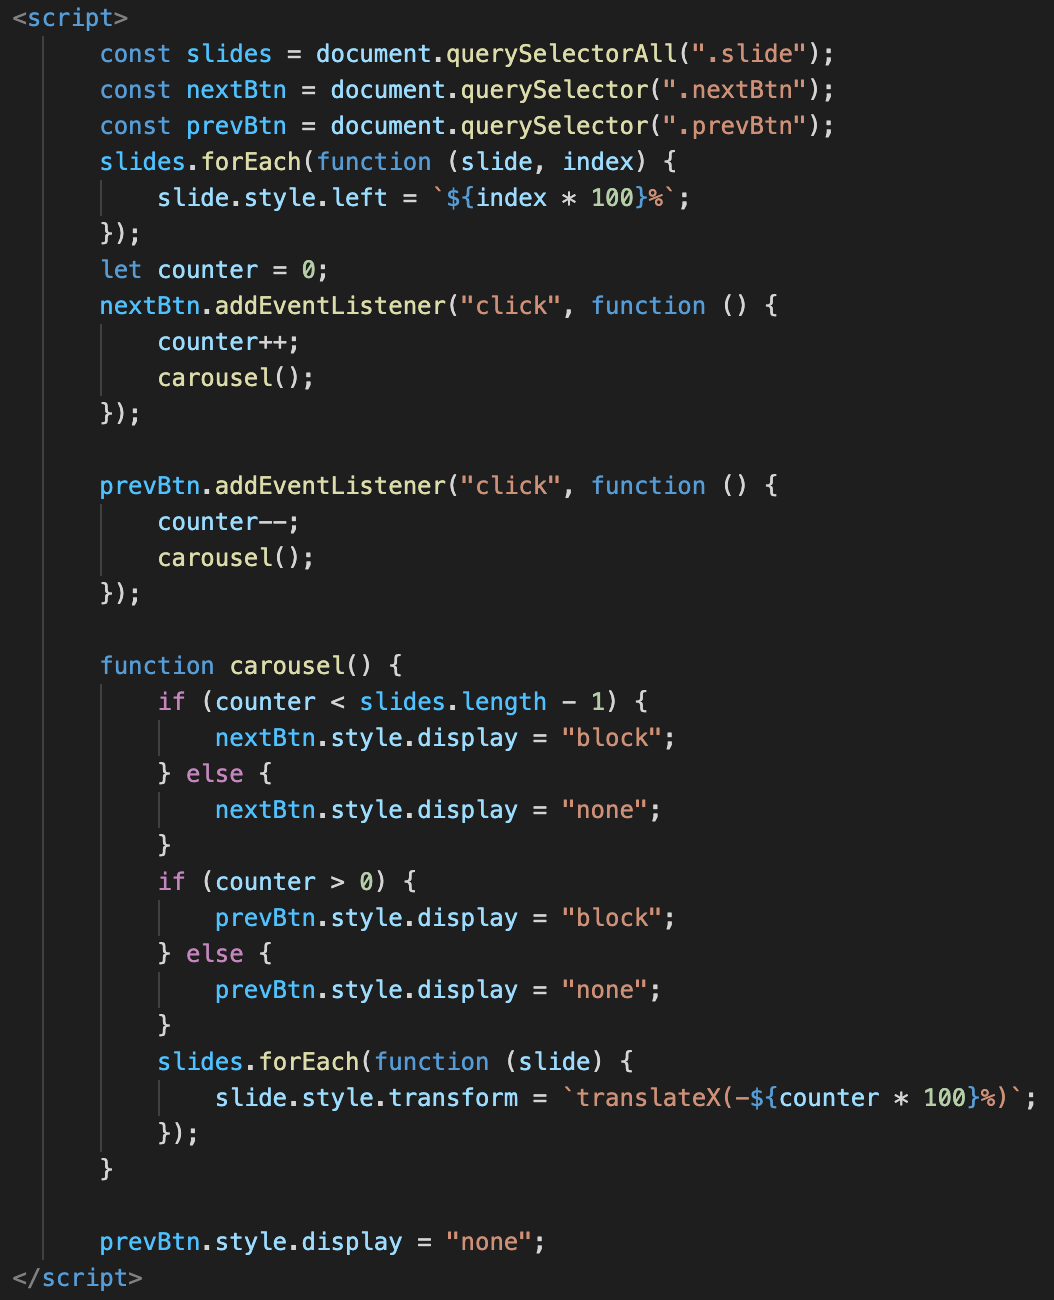 <script>
const slides = document.querySelectorAll(".slide");
const nextBtn = document.querySelector(".nextBtn");
const prevBtn = document.querySelector(".prevBtn");
slides.forEach(function (slide, index) {
slide.style.left = `${index * 100}%`;
});
let counter = 0;
nextBtn.addEventListener("click", function () {
counter++;
carousel();
});
prevBtn.addEventListener("click", function () {
counter--;
carousel();
});
function carousel() {
if (counter < slides.length - 1) {
nextBtn.style.display = "block";
} else {
nextBtn.style.display = "none";
}
if (counter > 0) {
prevBtn.style.display = "block";
} else {
prevBtn.style.display = "none";
}
slides.forEach(function (slide) {
slide.style.transform = `translateX(-${counter * 100}%)`;
});
}
prevBtn.style.display = "none";
</script>